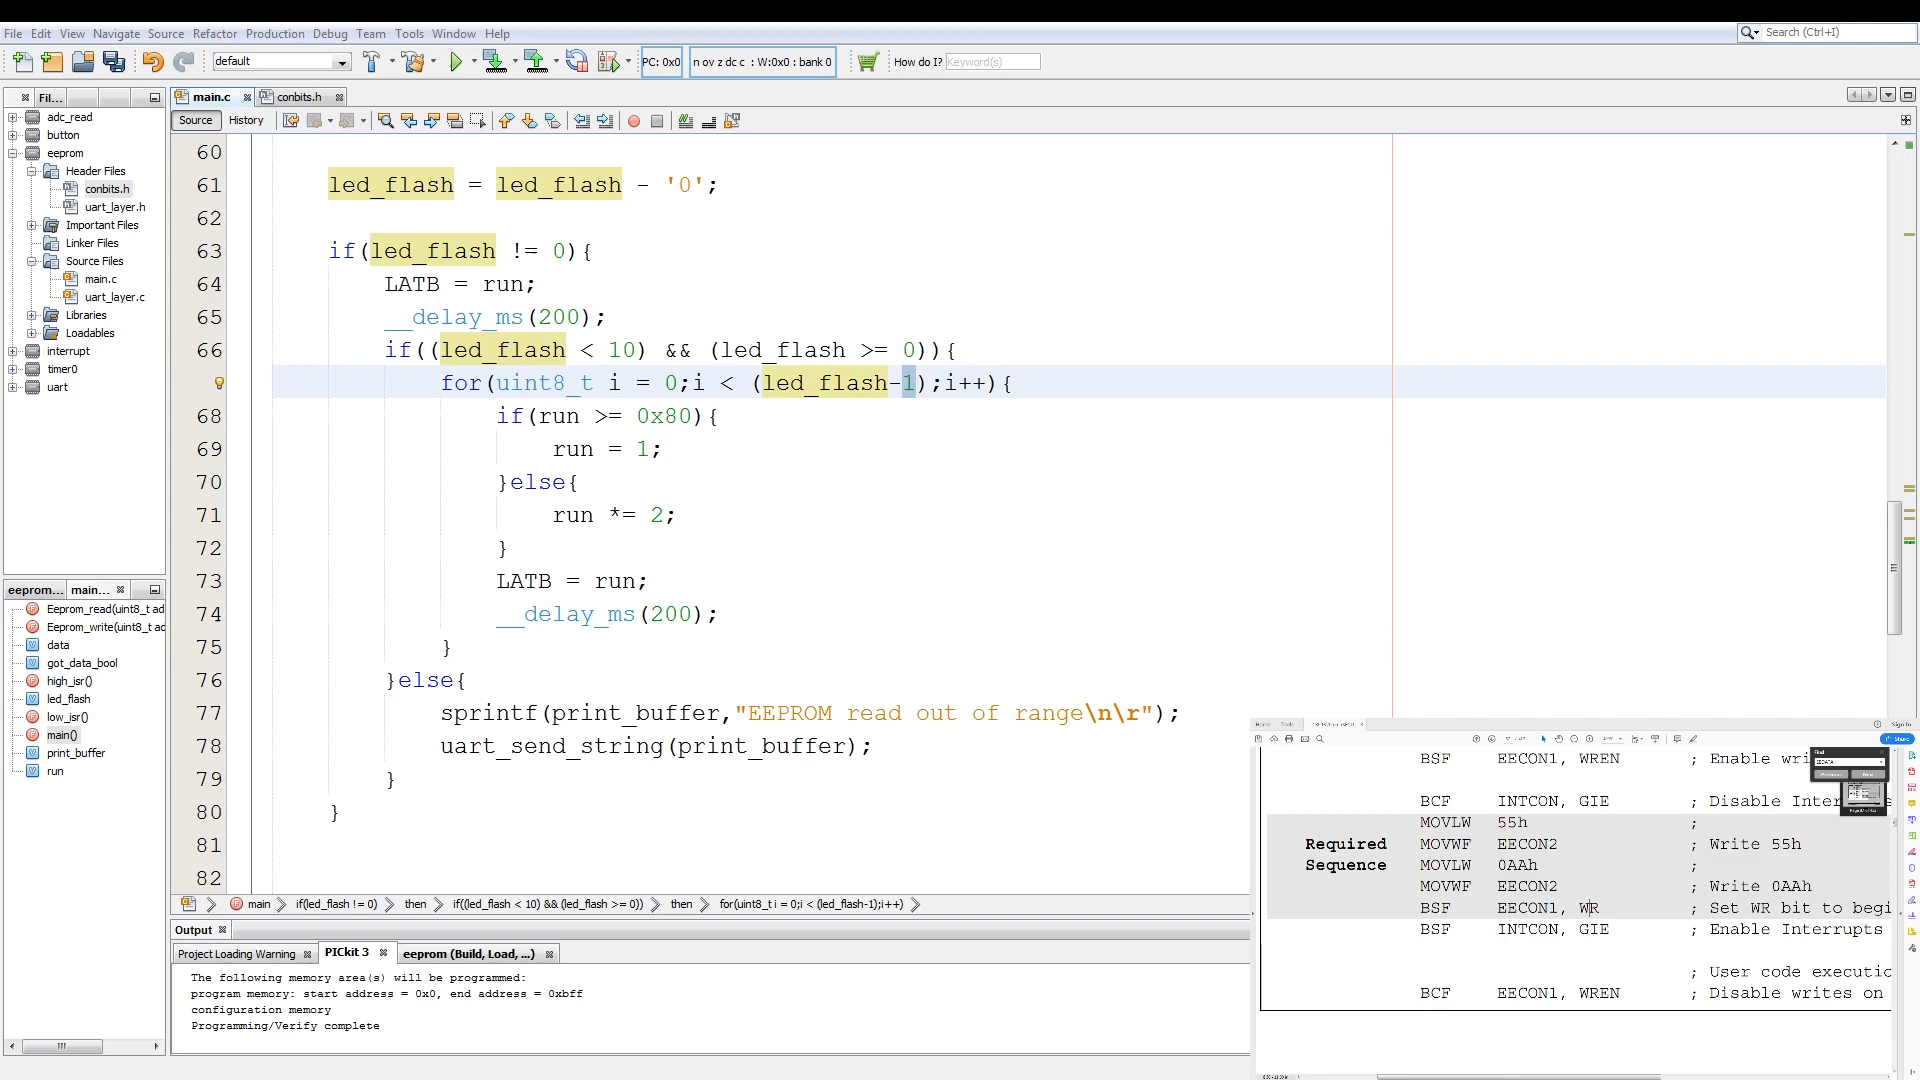 File Edit View Navigate Source Refactor Production Debug Team Tools Window Help
Search (Ctrl+I)
default
PC: 0x0
n ov z dc c : W:0x0 : bank 0
How do I? Keyword(s)
Fil...
main.c
conbits.h
Source History
adc_read
button
eeprom
Header Files
conbits.h
uart_layer.h
Important Files
Linker Files
Source Files
main.c
uart_layer.c
Libraries
Loadables
interrupt
timer0
uart
eeprom... main...
Eeprom_read(uint8_t ad
Eeprom_write(uint8_t ad
data
got_data_bool
high_isr()
led_flash
low_isr()
main()
print_buffer
run
60
61 led_flash = led_flash - '0';
62
63 if(led_flash != 0){
64 LATB = run;
65 __delay_ms(200);
66 if((led_flash < 10) && (led_flash >= 0)){
for(uint8_t i = 0;i < (led_flash-1);i++){
68 if(run >= 0x80){
69 run = 1;
70 }else{
71 run *= 2;
72 }
73 LATB = run;
74 __delay_ms(200);
75 }
76 }else{
77 sprintf(print_buffer,"EEPROM read out of range\n\r");
78 uart_send_string(print_buffer);
79 }
80 }
81
82
main if(led_flash != 0) then if((led_flash < 10) && (led_flash >= 0)) then for(uint8_t i = 0;i < (led_flash-1);i++)
Output
Project Loading Warning PICkit 3 eeprom (Build, Load, ...)
The following memory area(s) will be programmed:
program memory: start address = 0x0, end address = 0xbff
configuration memory
Programming/Verify complete
Home Tools
Sign In
Share
Find
EEDATA
Previous Next
BSF EECON1, WREN ; Enable wri
BCF INTCON, GIE ; Disable Inter
MOVLW 55h ;
Required MOVWF EECON2 ; Write 55h
Sequence MOVLW 0AAh ;
MOVWF EECON2 ; Write 0AAh
BSF EECON1, WR ; Set WR bit to begi
BSF INTCON, GIE ; Enable Interrupts
; User code executio
BCF EECON1, WREN ; Disable writes on